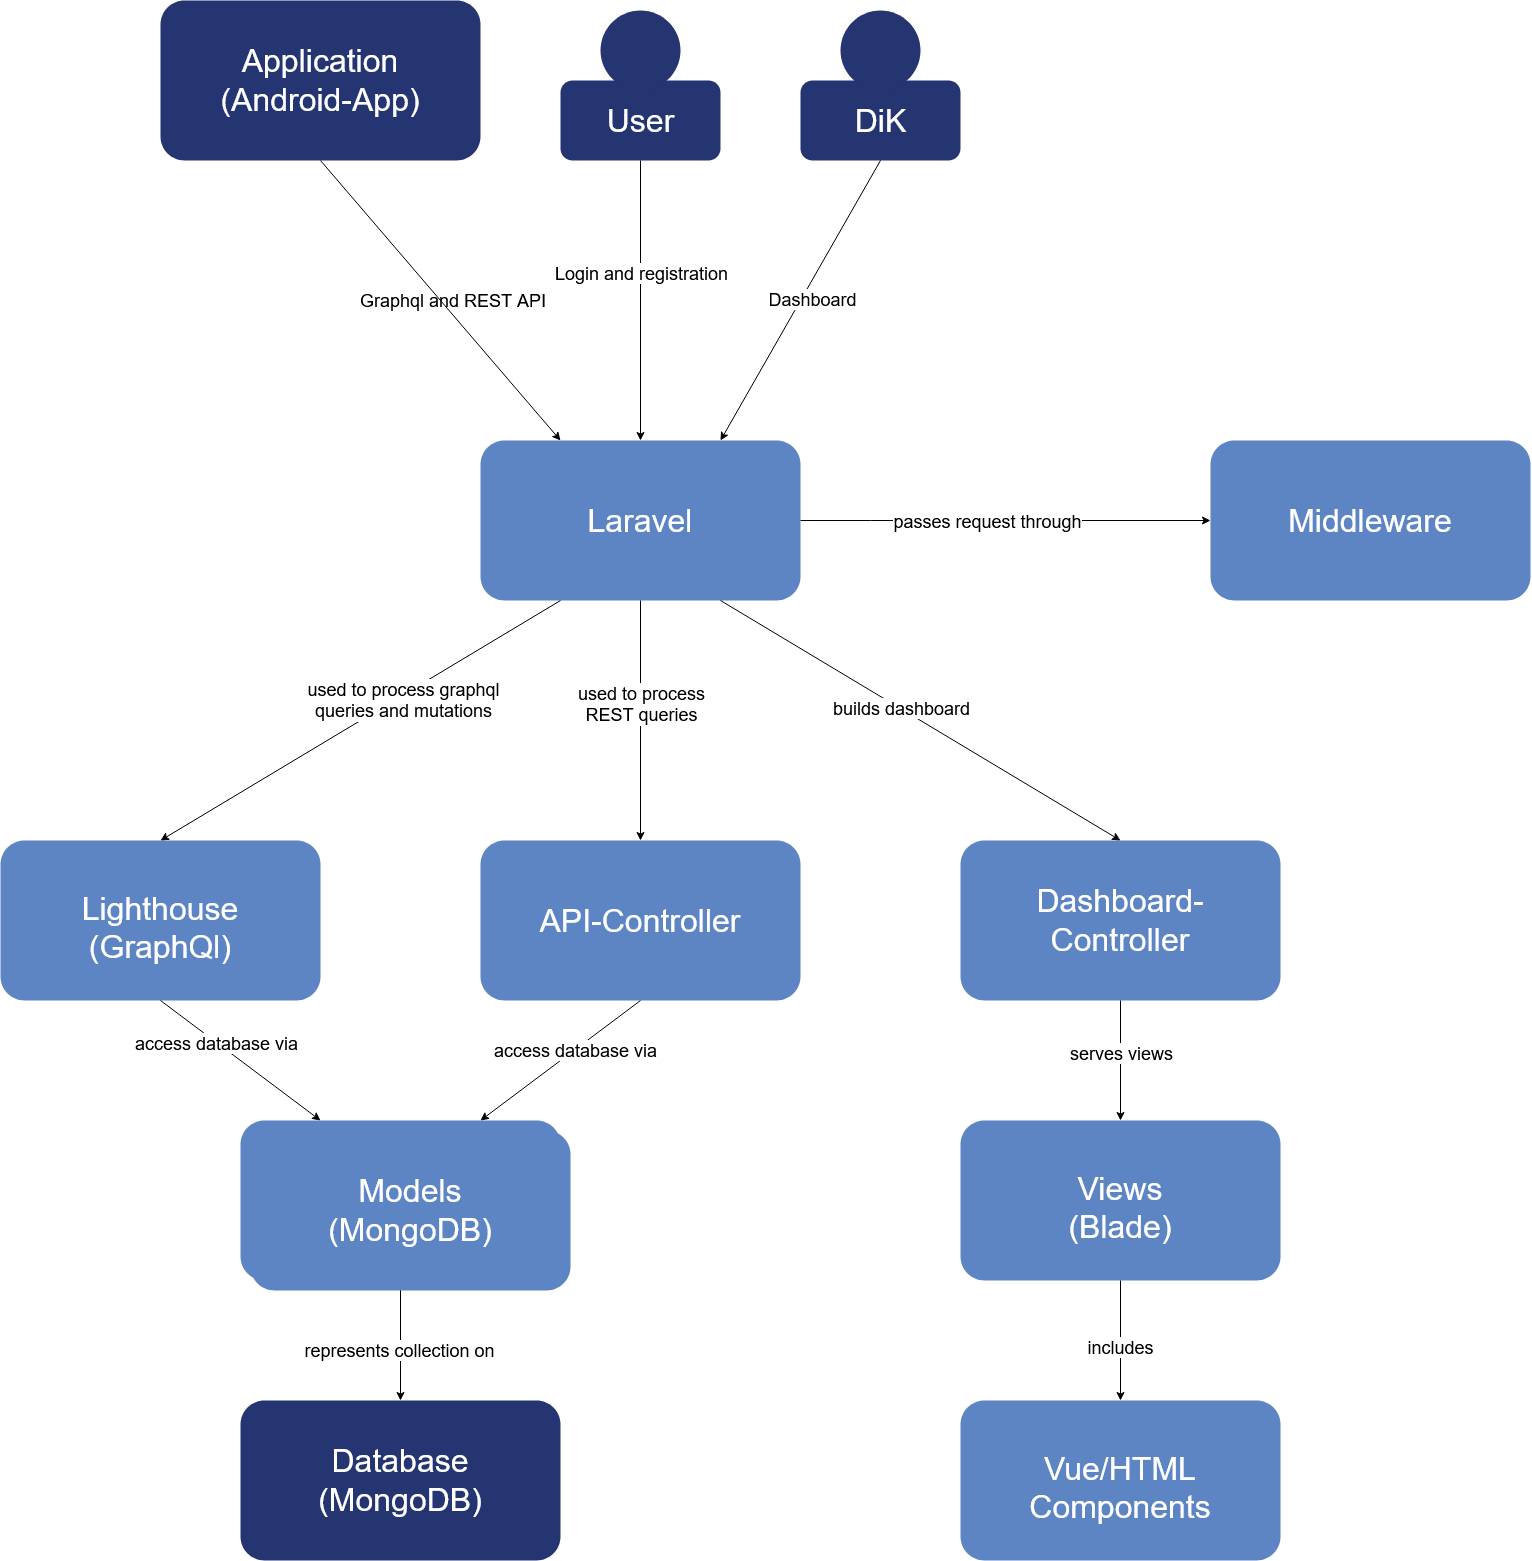 Application
(Android-App)
User
DiK
Graphql and REST API
Login and registration
Dashboard
Laravel
passes request through
Middleware
used to process graphql
queries and mutations
used to process
REST queries
builds dashboard
Lighthouse
(GraphQl)
API-Controller
Dashboard-
Controller
access database via
access database via
serves views
Models
(MongoDB)
Views
(Blade)
represents collection on
includes
Database
(MongoDB)
Vue/HTML
Components